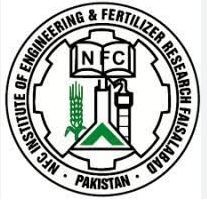 NFC INSTITUTE OF ENGINEERING & FERTILIZER RESEARCH FAISALABAD
· PAKISTAN ·
NFC